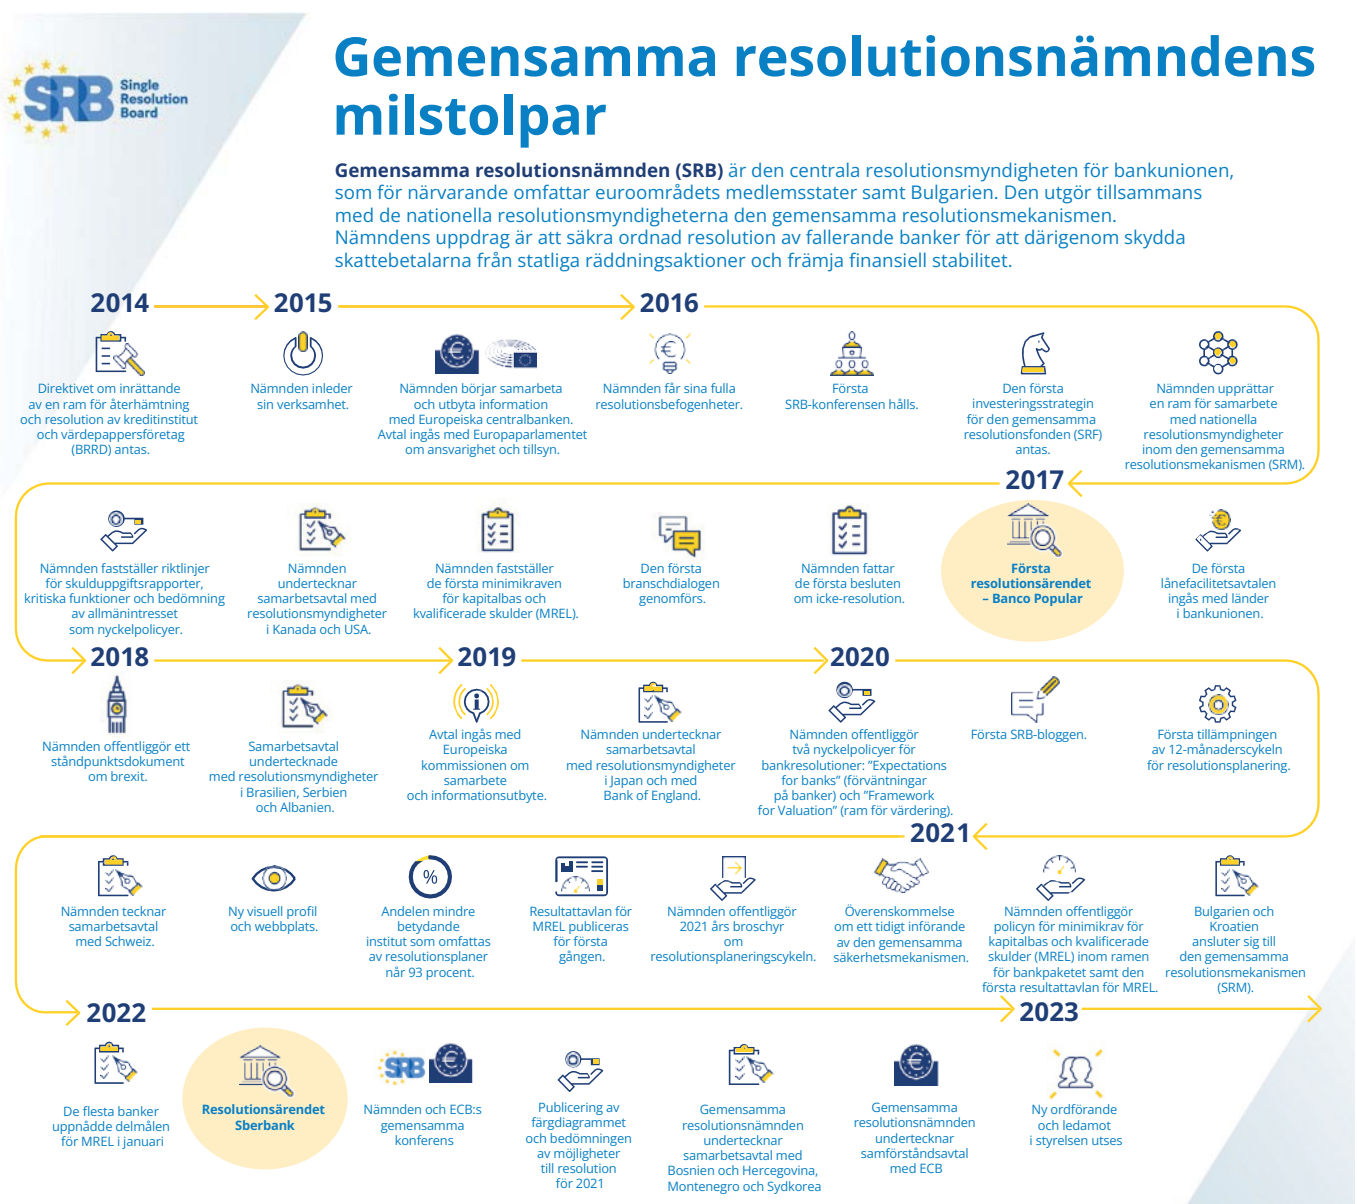 SRB
Single
Resolution
Board
Gemensamma resolutionsnämndens
milstolpar
Gemensamma resolutionsnämnden (SRB) är den centrala resolutionsmyndigheten för bankunionen,
som för närvarande omfattar euroområdets medlemsstater samt Bulgarien. Den utgör tillsammans
med de nationella resolutionsmyndigheterna den gemensamma resolutionsmekanismen.
Nämndens uppdrag är att säkra ordnad resolution av fallerande banker för att därigenom skydda
skattebetalarna från statliga räddningsaktioner och främja finansiell stabilitet.
2014
Direktivet om inrättande
av en ram för återhämtning
och resolution av kreditinstitut
och värdepappersföretag
(BRRD) antas.
2015
Nämnden inleder
sin verksamhet.
Nämnden börjar samarbeta
och utbyta information
med Europeiska centralbanken.
Avtal ingås med Europaparlamentet
om ansvarighet och tillsyn.
2016
Nämnden får sina fulla
resolutionsbefogenheter.
Första
SRB-konferensen hålls.
Den första
investeringsstrategin
för den gemensamma
resolutionsfonden (SRF)
antas.
Nämnden upprättar
en ram för samarbete
med nationella
resolutionsmyndigheter
inom den gemensamma
resolutionsmekanismen (SRM).
2017
Nämnden fastställer riktlinjer
för skulduppgiftsrapporter,
kritiska funktioner och bedömning
av allmänintresset
som nyckelpolicyer.
Nämnden
undertecknar
samarbetsavtal med
resolutionsmyndigheter
i Kanada och USA.
Nämnden fastställer
de första minimikraven
för kapitalbas och
kvalificerade skulder (MREL).
Den första
branschdialogen
genomförs.
Nämnden fattar
de första besluten
om icke-resolution.
Första
resolutionsärendet
– Banco Popular
De första
lånefacilitetsavtalen
ingås med länder
i bankunionen.
2018
Nämnden offentliggör ett
ståndpunktsdokument
om brexit.
Samarbetsavtal
undertecknade
med resolutionsmyndigheter
i Brasilien, Serbien
och Albanien.
2019
Avtal ingås med
Europeiska
kommissionen om
samarbete
och informationsutbyte.
Nämnden undertecknar
samarbetsavtal
med resolutionsmyndigheter
i Japan och med
Bank of England.
2020
Nämnden offentliggör
två nyckelpolicyer för
bankresolutioner: ”Expectations
for banks” (förväntningar
på banker) och ”Framework
for Valuation” (ram för värdering).
Första SRB-bloggen.
Första tillämpningen
av 12-månaderscykeln
för resolutionsplanering.
2021
Nämnden tecknar
samarbetsavtal
med Schweiz.
Ny visuell profil
och webbplats.
%
Andelen mindre
betydande
institut som omfattas
av resolutionsplaner
når 93 procent.
Resultattavlan för
MREL publiceras
för första
gången.
Nämnden offentliggör
2021 års broschyr
om
resolutionsplaneringscykeln.
Överenskommelse
om ett tidigt införande
av den gemensamma
säkerhetsmekanismen.
Nämnden offentliggör
policyn för minimikrav för
kapitalbas och kvalificerade
skulder (MREL) inom ramen
för bankpaketet samt den
första resultattavlan för MREL.
Bulgarien och
Kroatien
ansluter sig till
den gemensamma
resolutionsmekanismen
(SRM).
2022
De flesta banker
uppnådde delmålen
för MREL i januari
Resolutionsärendet
Sberbank
SRB
Nämnden och ECB:s
gemensamma
konferens
Publicering av
färgdiagrammet
och bedömningen
av möjligheter
till resolution
för 2021
Gemensamma
resolutionsnämnden
undertecknar
samarbetsavtal med
Bosnien och Hercegovina,
Montenegro och Sydkorea
Gemensamma
resolutionsnämnden
undertecknar
samförståndsavtal
med ECB
2023
Ny ordförande
och ledamot
i styrelsen utses